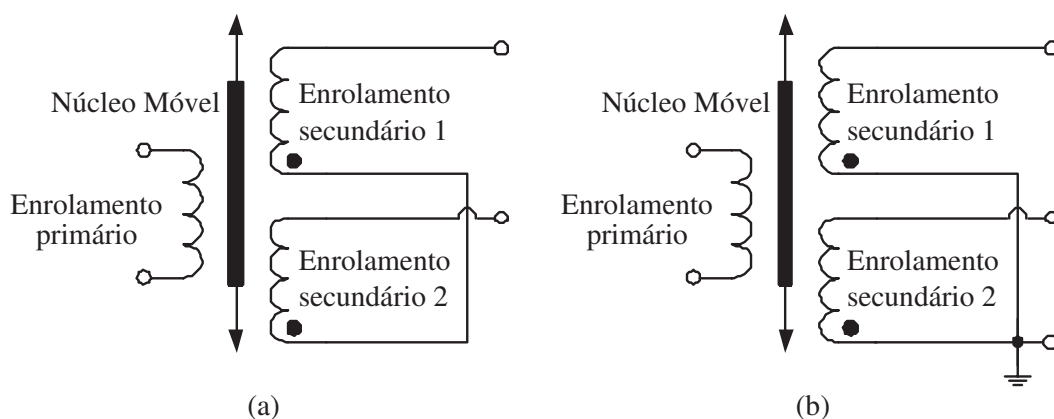 Núcleo Móvel
Enrolamento
secundário 1
Enrolamento
primário
Enrolamento
secundário 2
(a)
Núcleo Móvel
Enrolamento
secundário 1
Enrolamento
primário
Enrolamento
secundário 2
(b)